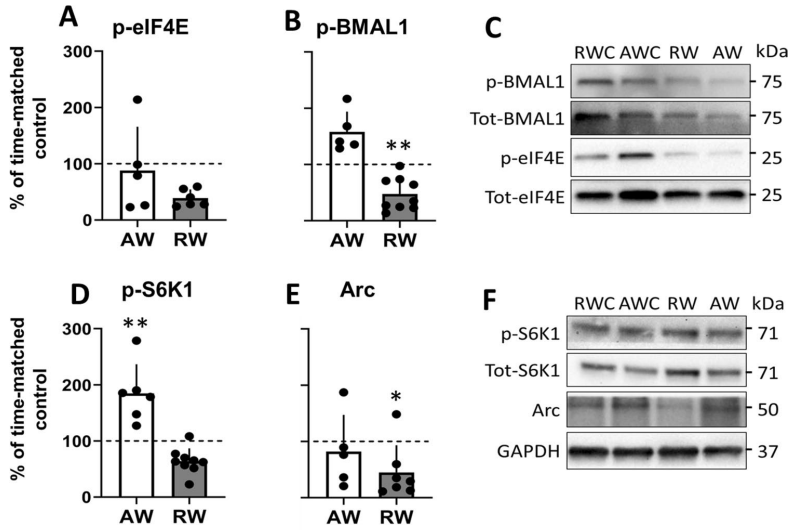 A
p-eIF4E
% of time-matched control
300
200
100
0
AW
RW
B
p-BMAL1
**
AW
RW
C
RWC AWC RW AW kDa
p-BMAL1 75
Tot-BMAL1 75
p-eIF4E 25
Tot-eIF4E 25
D
p-S6K1
% of time-matched control
300
200
100
0
**
AW
RW
E
Arc
*
AW
RW
F
RWC AWC RW AW kDa
p-S6K1 71
Tot-S6K1 71
Arc 50
GAPDH 37